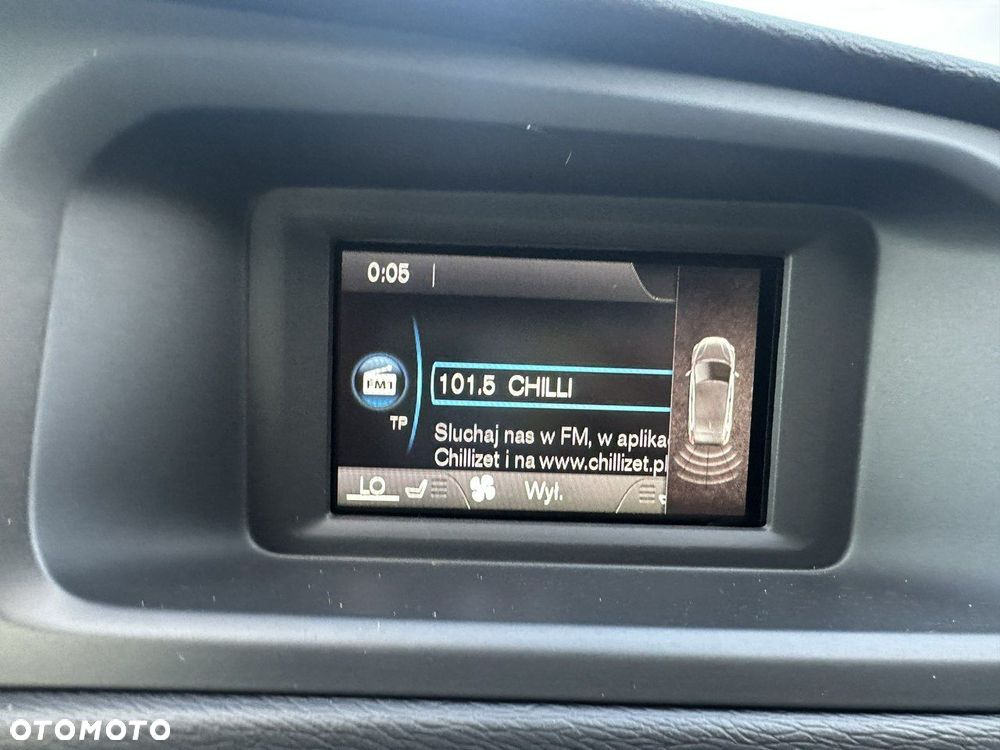 0:05
FM1
101,5 CHILLI
TP
Sluchaj nas w FM, w aplika
Chillizet i na www.chillizet.pl
LO
Wył.
OTOMOTO